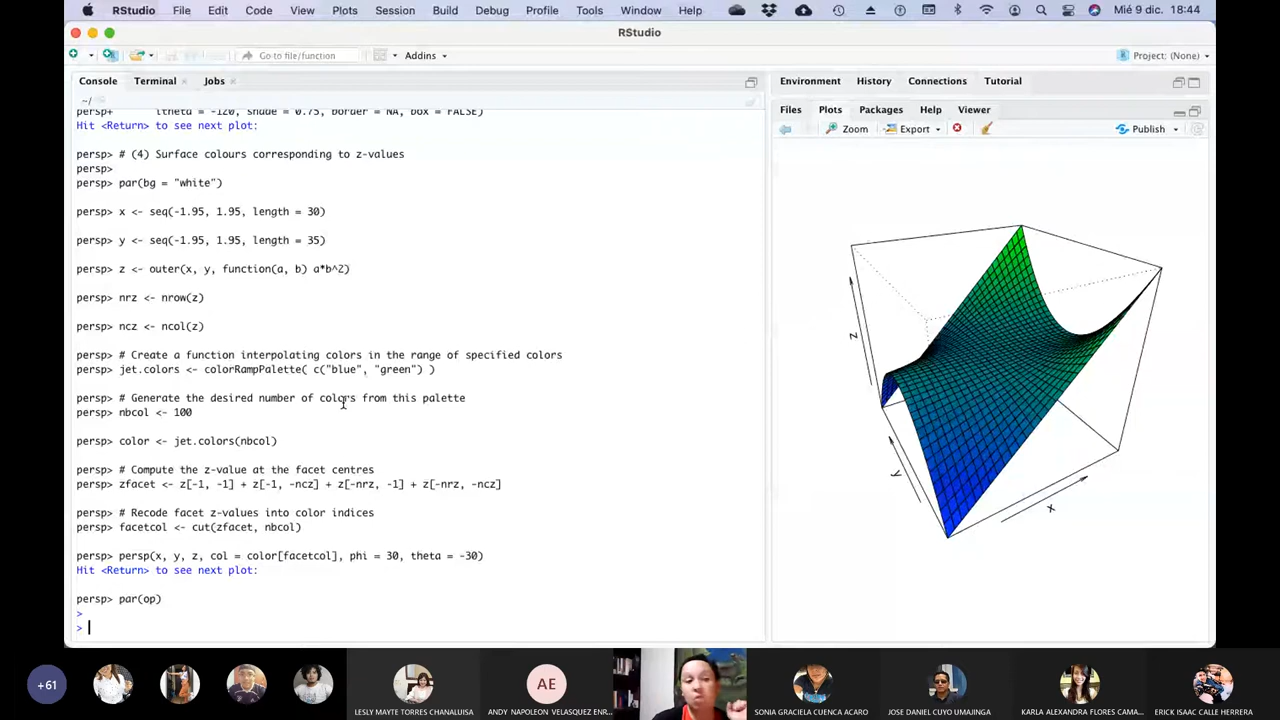 RStudio File Edit Code View Plots Session Build Debug Profile Tools Window Help Mié 9 dic. 18:44
RStudio
Go to file/function Addins Project: (None)
Console Terminal Jobs
~/
persp+ ltheta = -120, shade = 0.75, border = NA, box = FALSE)
Hit <Return> to see next plot:
persp> # (4) Surface colours corresponding to z-values
persp>
persp> par(bg = "white")
persp> x <- seq(-1.95, 1.95, length = 30)
persp> y <- seq(-1.95, 1.95, length = 35)
persp> z <- outer(x, y, function(a, b) a*b^2)
persp> nrz <- nrow(z)
persp> ncz <- ncol(z)
persp> # Create a function interpolating colors in the range of specified colors
persp> jet.colors <- colorRampPalette( c("blue", "green") )
persp> # Generate the desired number of colors from this palette
persp> nbcol <- 100
persp> color <- jet.colors(nbcol)
persp> # Compute the z-value at the facet centres
persp> zfacet <- z[-1, -1] + z[-1, -ncz] + z[-nrz, -1] + z[-nrz, -ncz]
persp> # Recode facet z-values into color indices
persp> facetcol <- cut(zfacet, nbcol)
persp> persp(x, y, z, col = color[facetcol], phi = 30, theta = -30)
Hit <Return> to see next plot:
persp> par(op)
>
>
Environment History Connections Tutorial
Files Plots Packages Help Viewer
Zoom Export Publish
z
y
x
+61
AE
LESLY MAYTE TORRES CHANALUISA
ANDY NAPOLEON VELASQUEZ ENR...
SONIA GRACIELA CUENCA ACARO
JOSE DANIEL CUYO UMAJINGA
KARLA ALEXANDRA FLORES CAMA...
ERICK ISAAC CALLE HERRERA